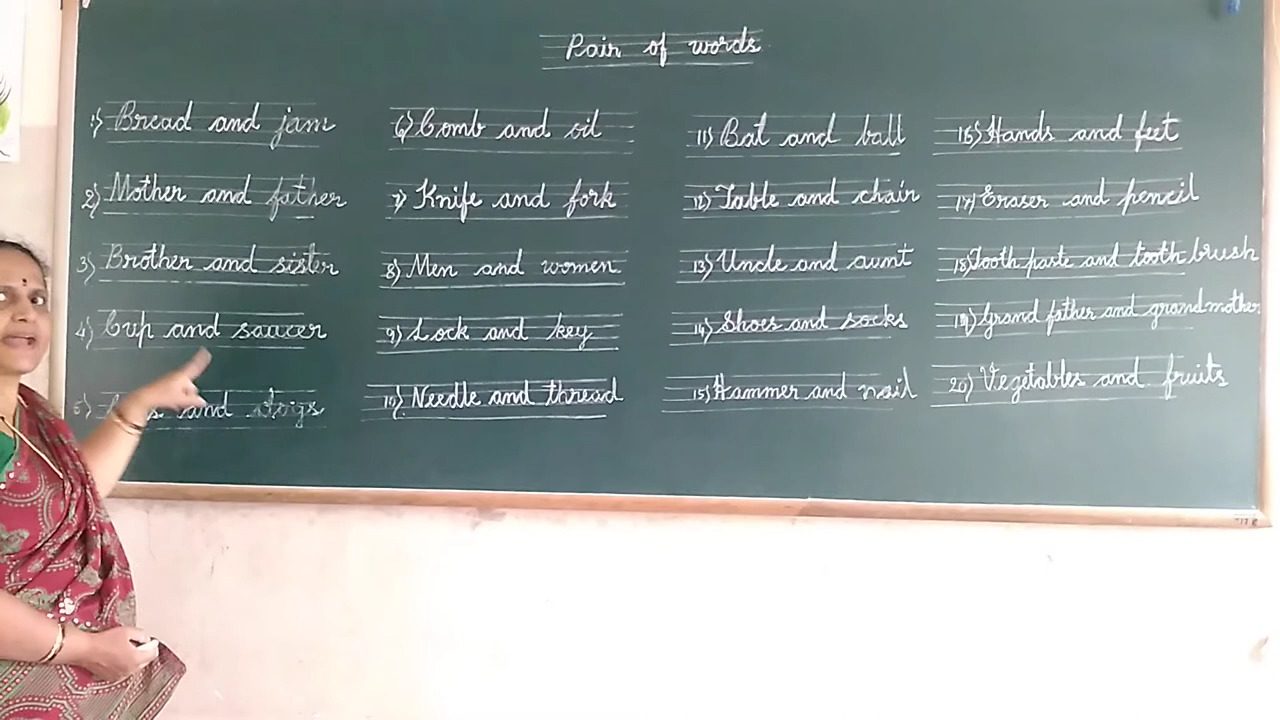 Pair of words
1) Bread and jam
2) Mother and father
3) Brother and sister
4) Cup and saucer
5) and dogs
6) Comb and oil
7) Knife and fork
8) Men and women
9) Lock and key
10) Needle and thread
11) Bat and ball
12) Table and chair
13) Uncle and aunt
14) Shoes and socks
15) Hammer and nail
16) Hands and feet
17) Eraser and pencil
18) Tooth paste and tooth brush
19) Grand father and grandmother
20) Vegetables and fruits